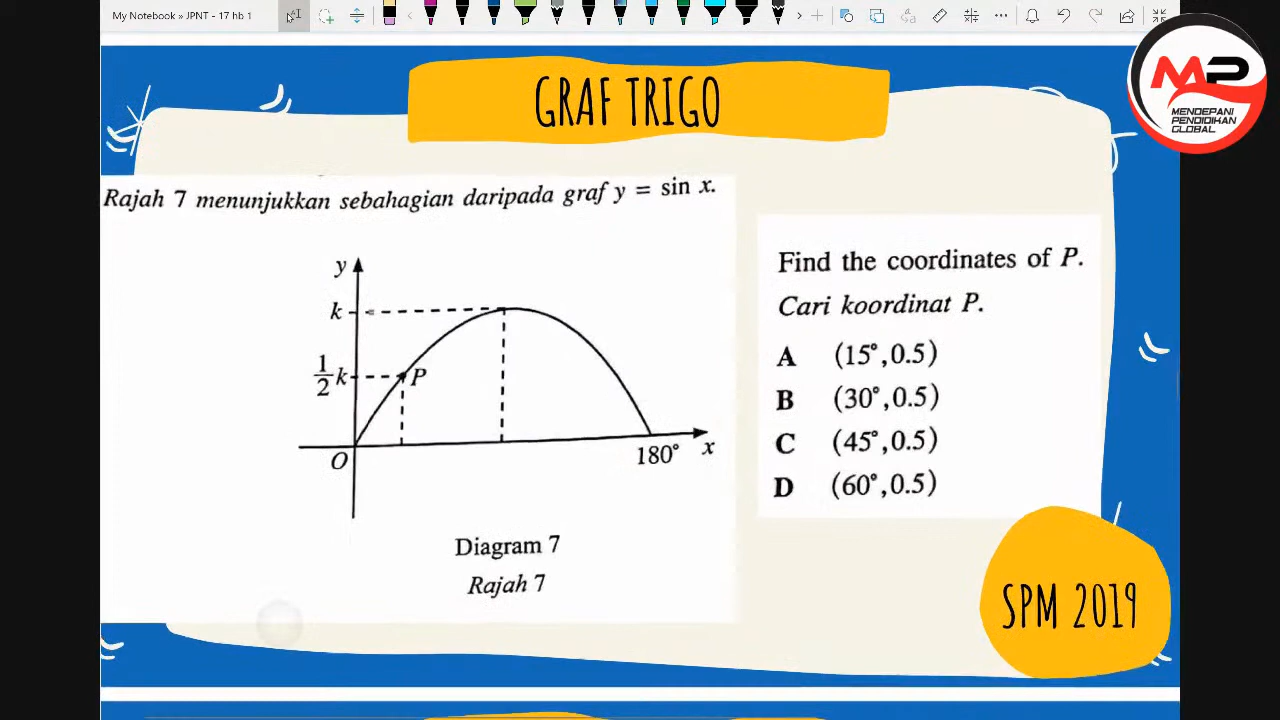 My Notebook » JPNT - 17 hb 1
MP
MENDEPANI
PENDIDIKAN
GLOBAL
GRAF TRIGO
Rajah 7 menunjukkan sebahagian daripada graf y = sin x.
y
k
1/2 k
P
O
180°
x
Diagram 7
Rajah 7
Find the coordinates of P.
Cari koordinat P.
A (15°,0.5)
B (30°,0.5)
C (45°,0.5)
D (60°,0.5)
SPM 2019